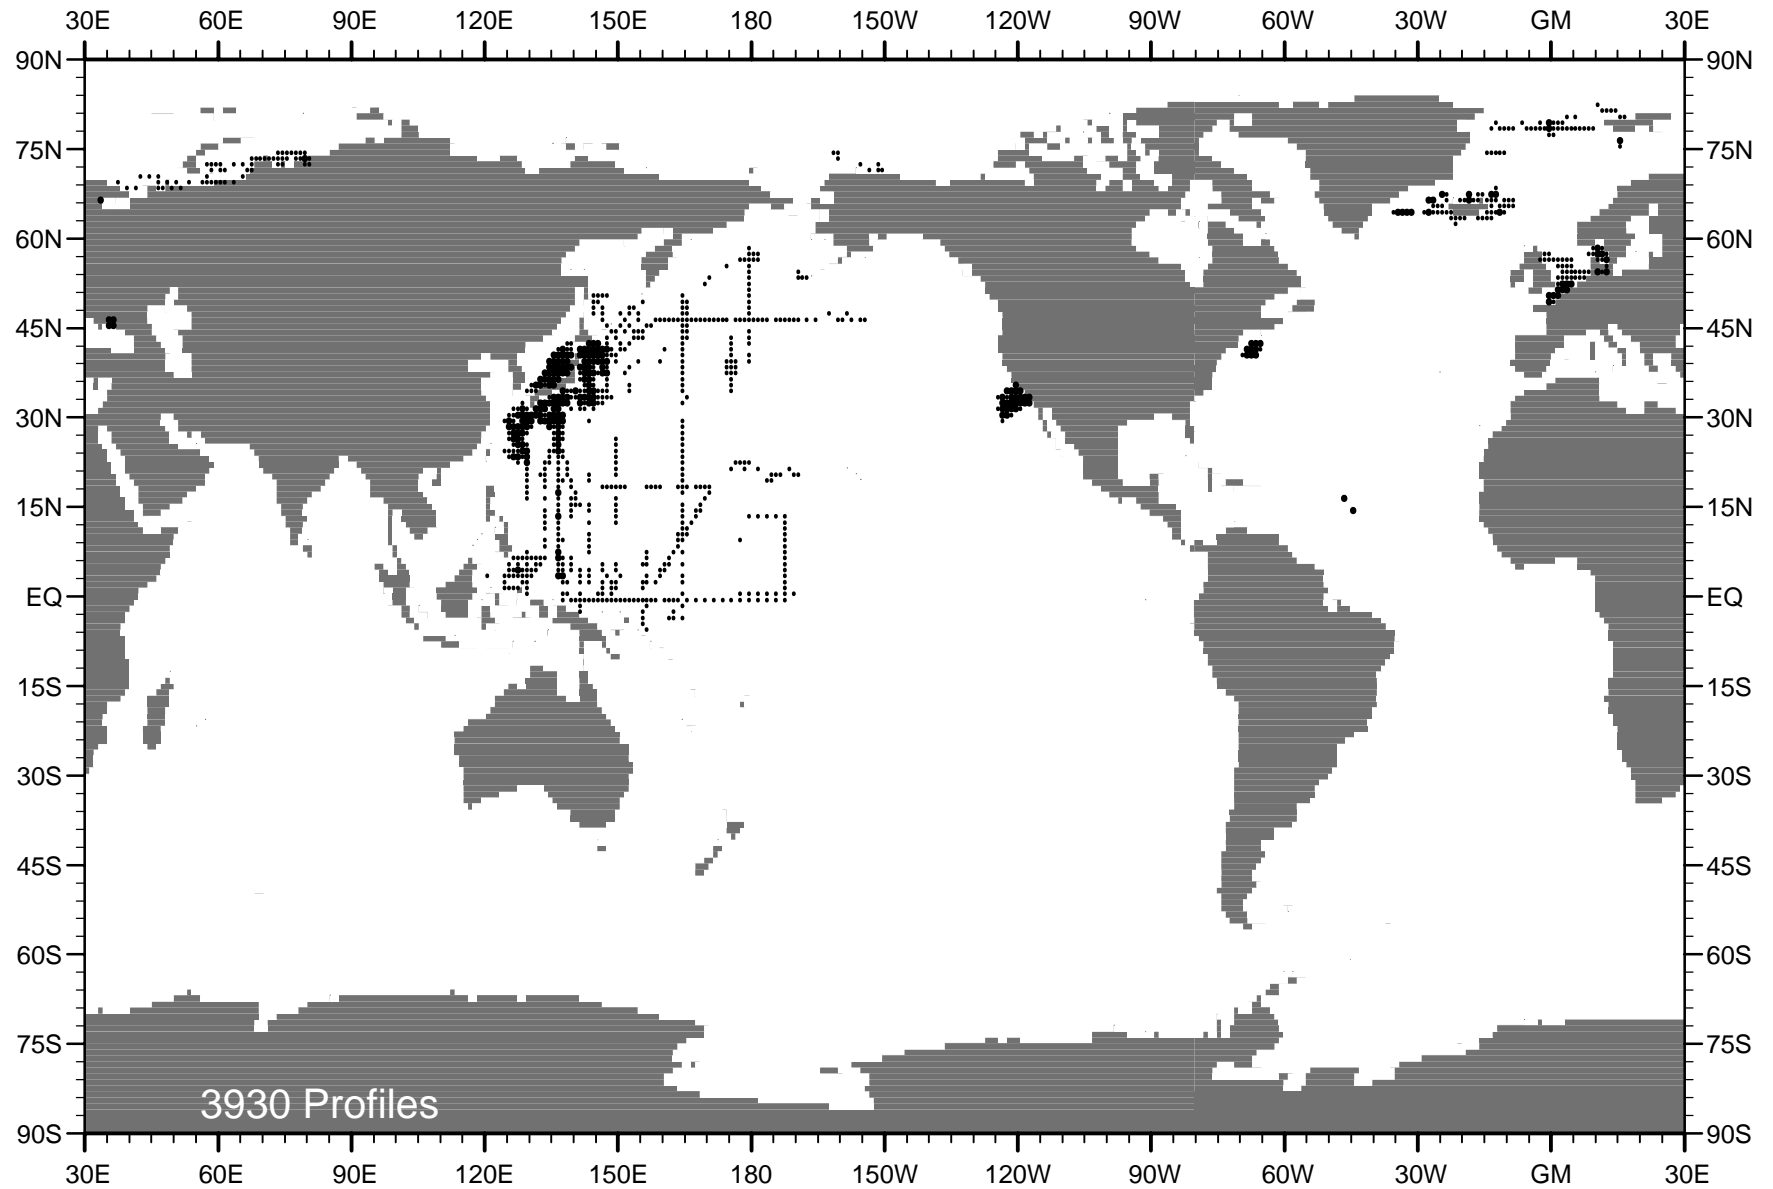 30E 60E 90E 120E 150E 180 150W 120W 90W 60W 30W GM 30E
90N 90N
75N 75N
60N 60N
45N 45N
30N 30N
15N 15N
EQ EQ
15S 15S
30S 30S
45S 45S
60S 60S
75S 75S
3930 Profiles
90S 90S
30E 60E 90E 120E 150E 180 150W 120W 90W 60W 30W GM 30E